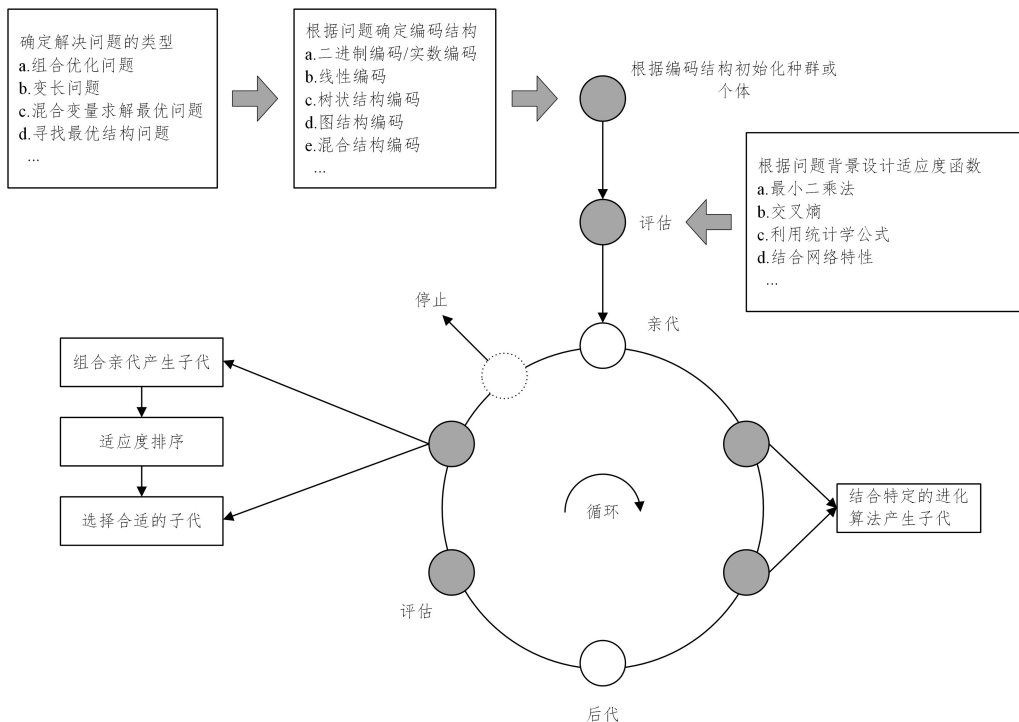 确定解决问题的类型
a.组合优化问题
b.变长问题
c.混合变量求解最优问题
d.寻找最优结构问题
...
根据问题确定编码结构
a.二进制编码/实数编码
b.线性编码
c.树状结构编码
d.图结构编码
e.混合结构编码
...
根据编码结构初始化种群或
个体
根据问题背景设计适应度函数
a.最小二乘法
b.交叉熵
c.利用统计学公式
d.结合网络特性
...
评估
停止
亲代
组合亲代产生子代
适应度排序
选择合适的子代
循环
结合特定的进化
算法产生子代
评估
后代